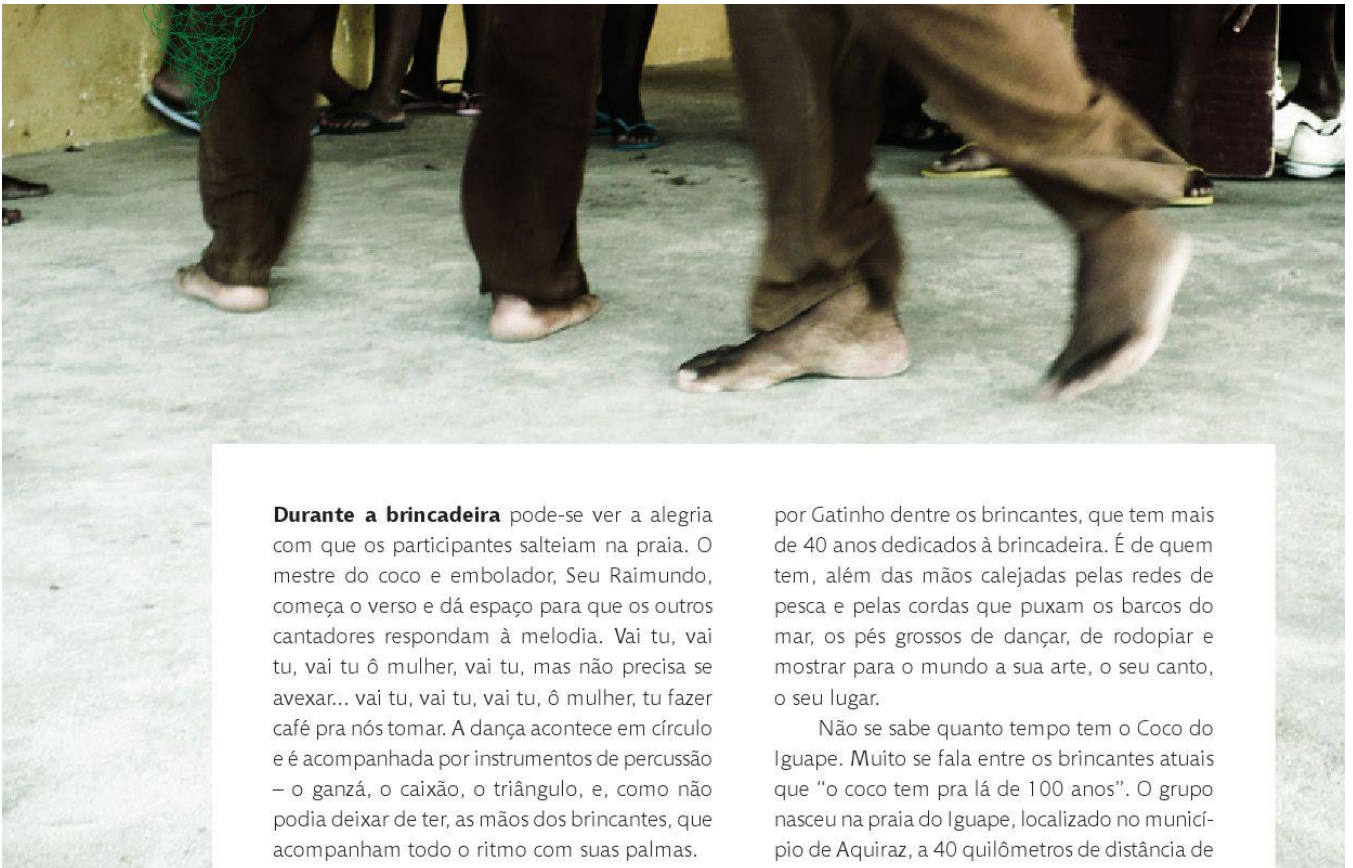 Durante a brincadeira pode-se ver a alegria
com que os participantes salteiam na praia. O
mestre do coco e embolador, Seu Raimundo,
começa o verso e dá espaço para que os outros
cantadores respondam à melodia. Vai tu, vai
tu, vai tu ô mulher, vai tu, mas não precisa se
avexar... vai tu, vai tu, vai tu, ô mulher, tu fazer
café pra nós tomar. A dança acontece em círculo
e é acompanhada por instrumentos de percussão
– o ganzá, o caixão, o triângulo, e, como não
podia deixar de ter, as mãos dos brincantes, que
acompanham todo o ritmo com suas palmas.
por Gatinho dentre os brincantes, que tem mais
de 40 anos dedicados à brincadeira. É de quem
tem, além das mãos calejadas pelas redes de
pesca e pelas cordas que puxam os barcos do
mar, os pés grossos de dançar, de rodopiar e
mostrar para o mundo a sua arte, o seu canto,
o seu lugar.
Não se sabe quanto tempo tem o Coco do
Iguape. Muito se fala entre os brincantes atuais
que “o coco tem pra lá de 100 anos”. O grupo
nasceu na praia do Iguape, localizado no municí-
pio de Aquiraz, a 40 quilômetros de distância de